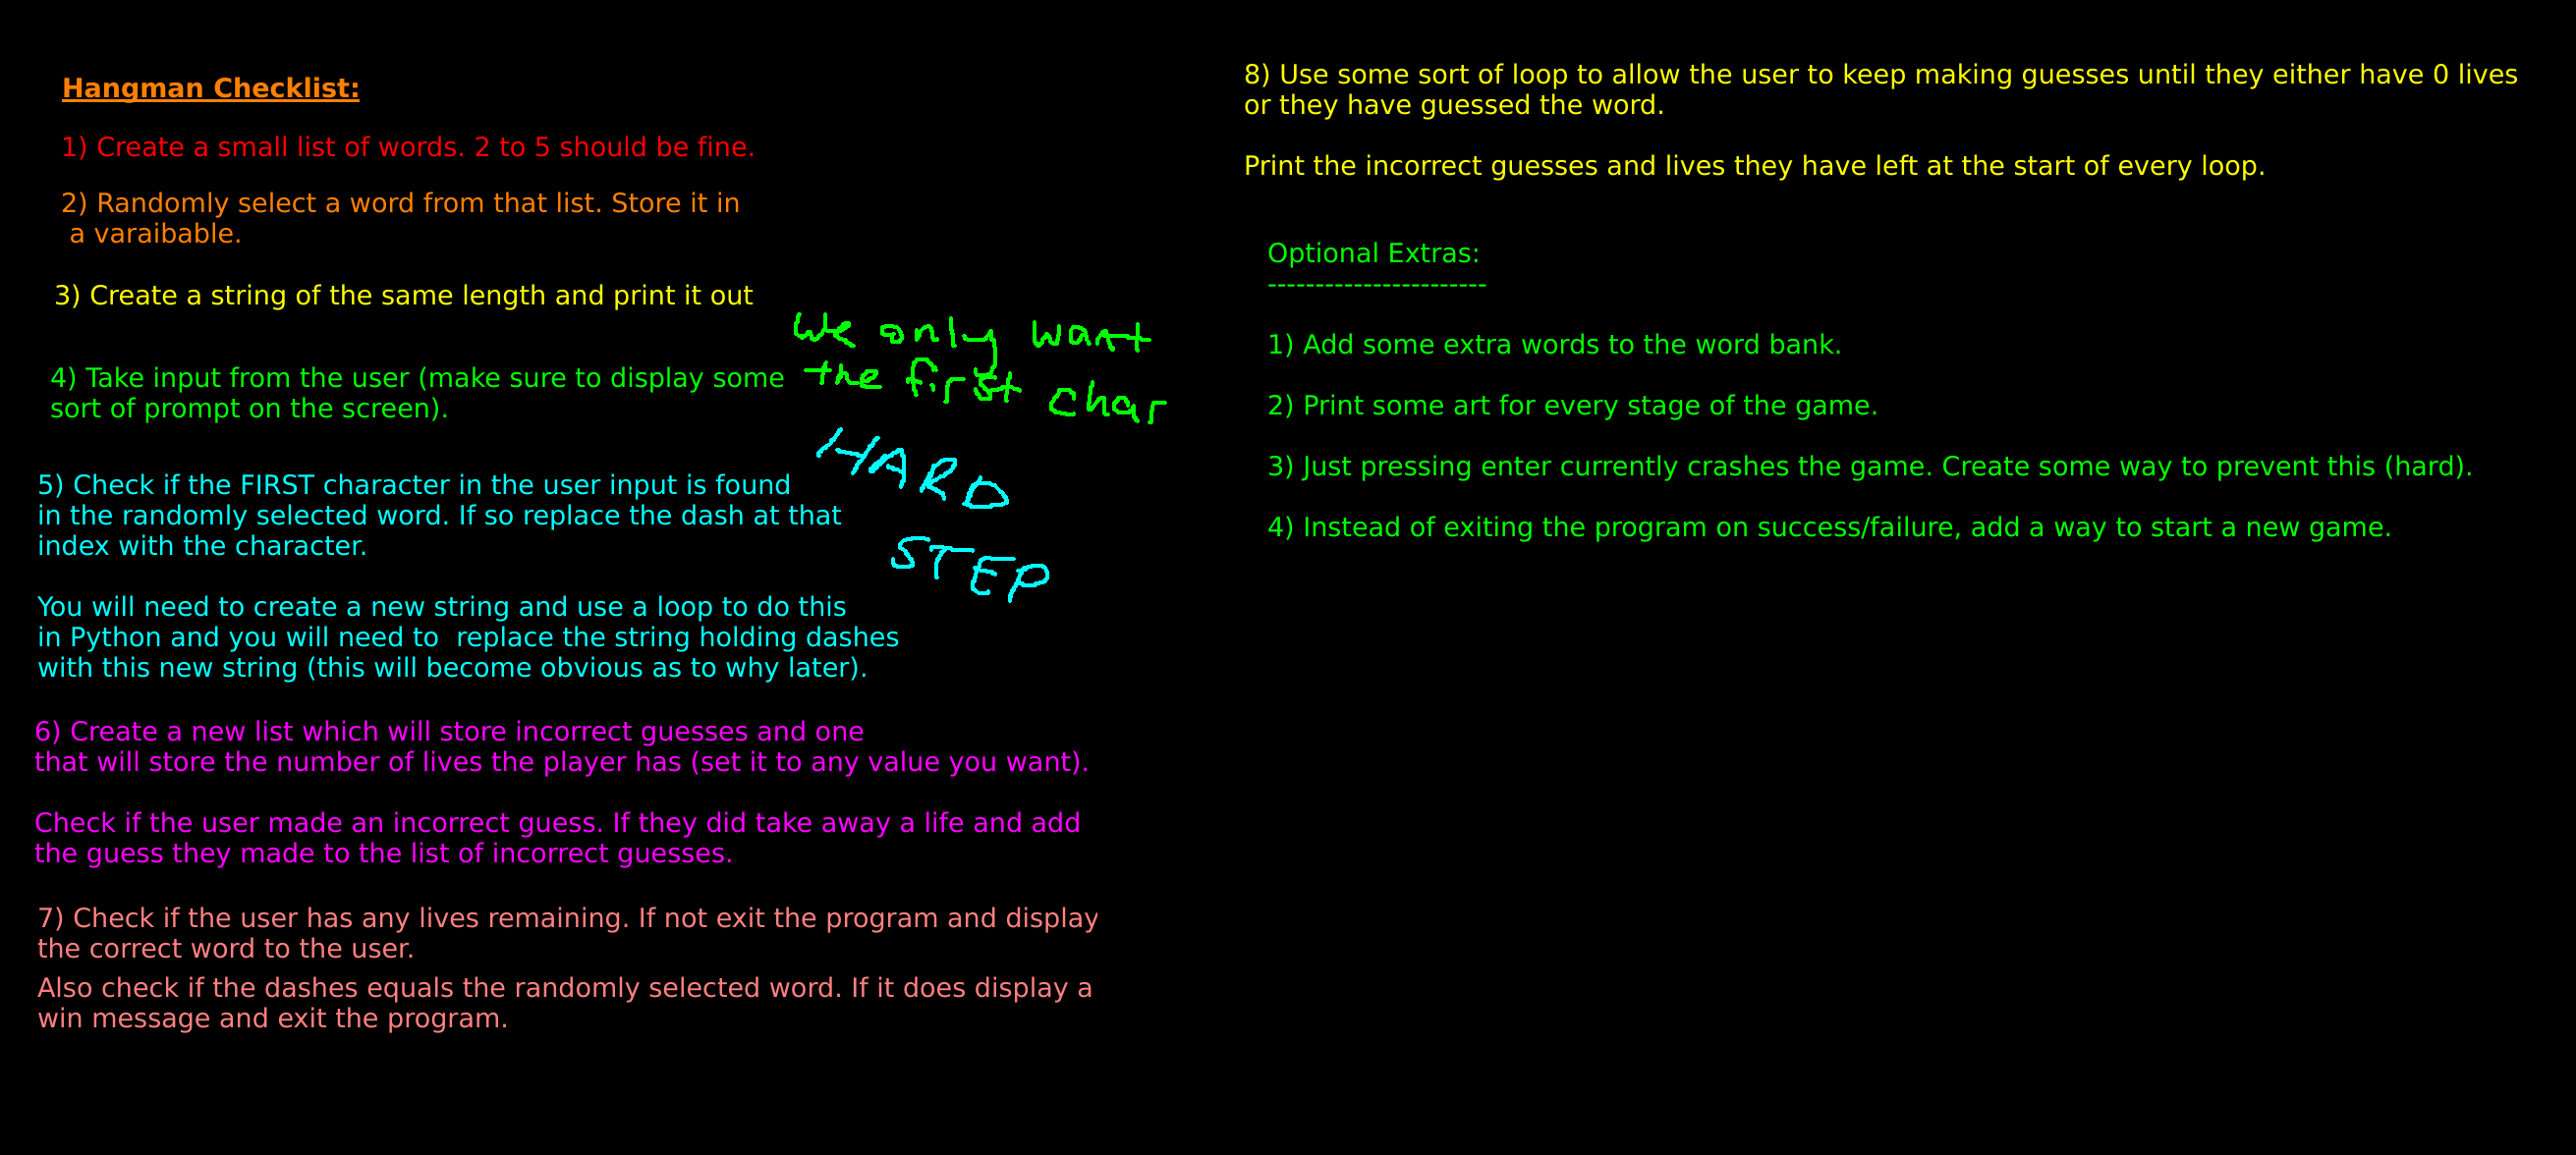 Hangman Checklist:
1) Create a small list of words. 2 to 5 should be fine.
2) Randomly select a word from that list. Store it in
a varaibable.
3) Create a string of the same length and print it out
4) Take input from the user (make sure to display some
sort of prompt on the screen).
We only want
the first char
5) Check if the FIRST character in the user input is found
in the randomly selected word. If so replace the dash at that
index with the character.
HARD
STEP
You will need to create a new string and use a loop to do this
in Python and you will need to  replace the string holding dashes
with this new string (this will become obvious as to why later).
6) Create a new list which will store incorrect guesses and one
that will store the number of lives the player has (set it to any value you want).
Check if the user made an incorrect guess. If they did take away a life and add
the guess they made to the list of incorrect guesses.
7) Check if the user has any lives remaining. If not exit the program and display
the correct word to the user.
Also check if the dashes equals the randomly selected word. If it does display a
win message and exit the program.
8) Use some sort of loop to allow the user to keep making guesses until they either have 0 lives
or they have guessed the word.
Print the incorrect guesses and lives they have left at the start of every loop.
Optional Extras:
-----------------------
1) Add some extra words to the word bank.
2) Print some art for every stage of the game.
3) Just pressing enter currently crashes the game. Create some way to prevent this (hard).
4) Instead of exiting the program on success/failure, add a way to start a new game.